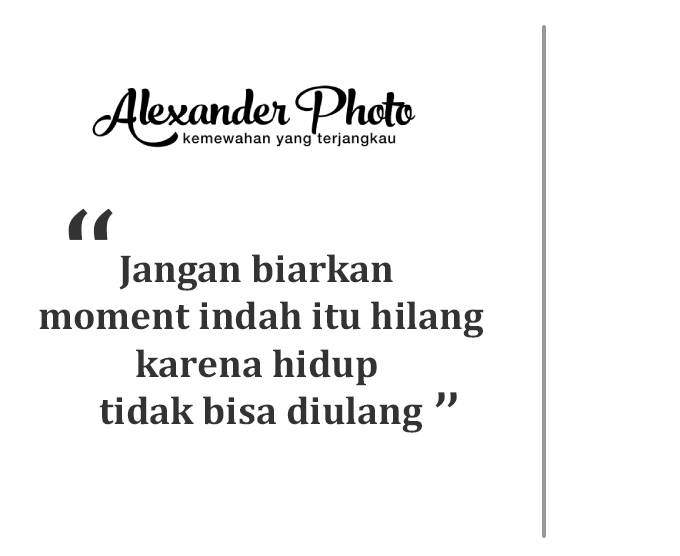 Alexander Photo
kemewahan yang terjangkau
“
Jangan biarkan
moment indah itu hilang
karena hidup
tidak bisa diulang ”